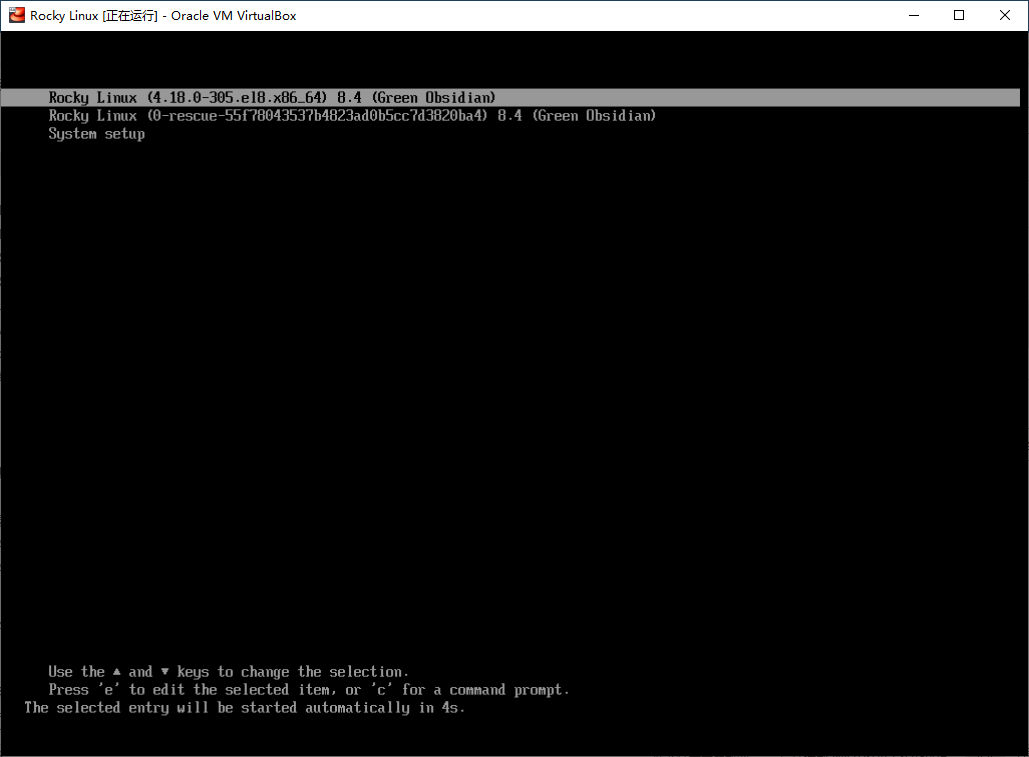 Rocky Linux [正在运行] - Oracle VM VirtualBox
Rocky Linux (4.18.0-305.el8.x86_64) 8.4 (Green Obsidian)
Rocky Linux (0-rescue-55f78043537b4823ad0b5cc7d3820ba4) 8.4 (Green Obsidian)
System setup
Use the ▲ and ▼ keys to change the selection.
Press 'e' to edit the selected item, or 'c' for a command prompt.
The selected entry will be started automatically in 4s.